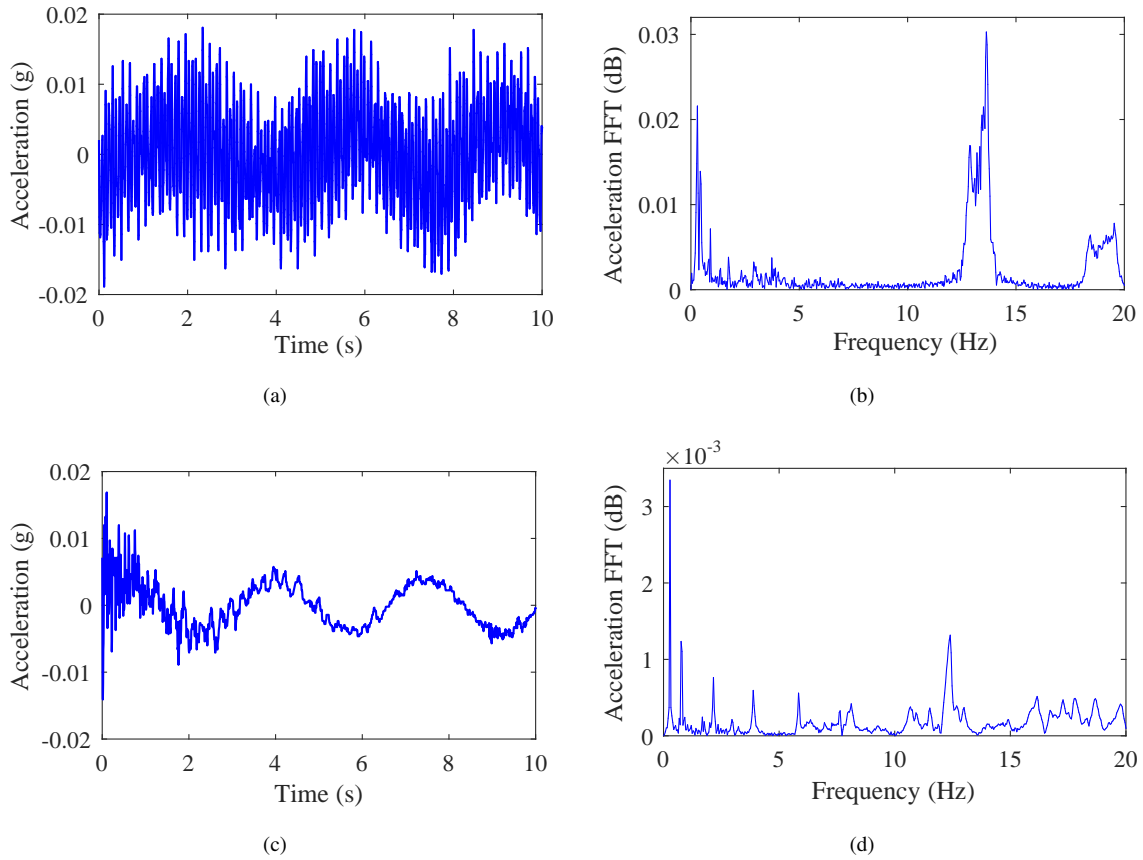 0.02
0.01
0
-0.01
-0.02
Acceleration (g)
0 2 4 6 8 10
Time (s)
(a)
0.03
0.02
0.01
0
Acceleration FFT (dB)
0 5 10 15 20
Frequency (Hz)
(b)
0.02
0.01
0
-0.01
-0.02
Acceleration (g)
0 2 4 6 8 10
Time (s)
(c)
×10⁻³
3
2
1
0
Acceleration FFT (dB)
0 5 10 15 20
Frequency (Hz)
(d)